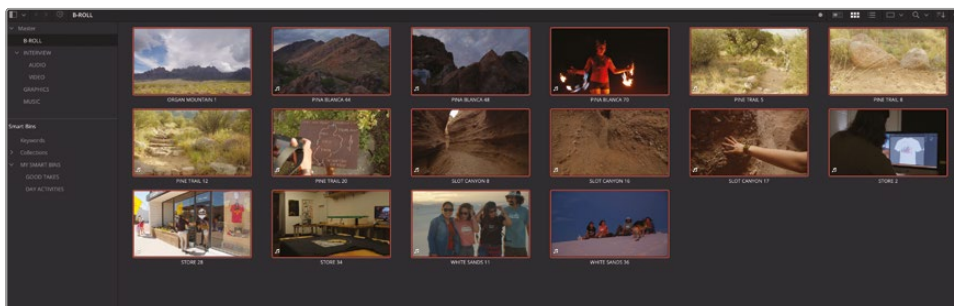 B-ROLL
Master
B-ROLL
INTERVIEW
AUDIO
VIDEO
GRAPHICS
MUSIC
Smart Bins
Keywords
Collections
MY SMART BINS
GOOD TAKES
DAY ACTIVITIES
ORGAN MOUNTAIN 1
PINA BLANCA 44
PINA BLANCA 48
PINA BLANCA 70
PINE TRAIL 5
PINE TRAIL 8
PINE TRAIL 12
PINE TRAIL 20
SLOT CANYON 8
SLOT CANYON 16
SLOT CANYON 17
STORE 2
STORE 28
STORE 34
WHITE SANDS 11
WHITE SANDS 36